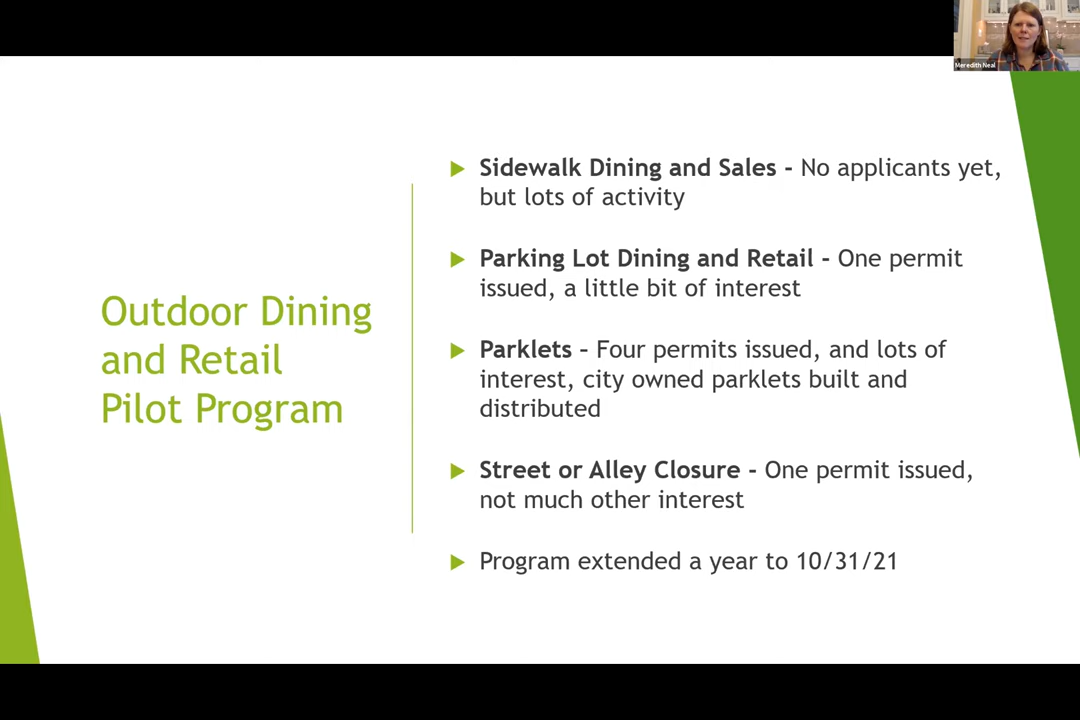 Meredith Neal
Outdoor Dining
and Retail
Pilot Program
Sidewalk Dining and Sales - No applicants yet,
but lots of activity
Parking Lot Dining and Retail - One permit
issued, a little bit of interest
Parklets – Four permits issued, and lots of
interest, city owned parklets built and
distributed
Street or Alley Closure - One permit issued,
not much other interest
Program extended a year to 10/31/21